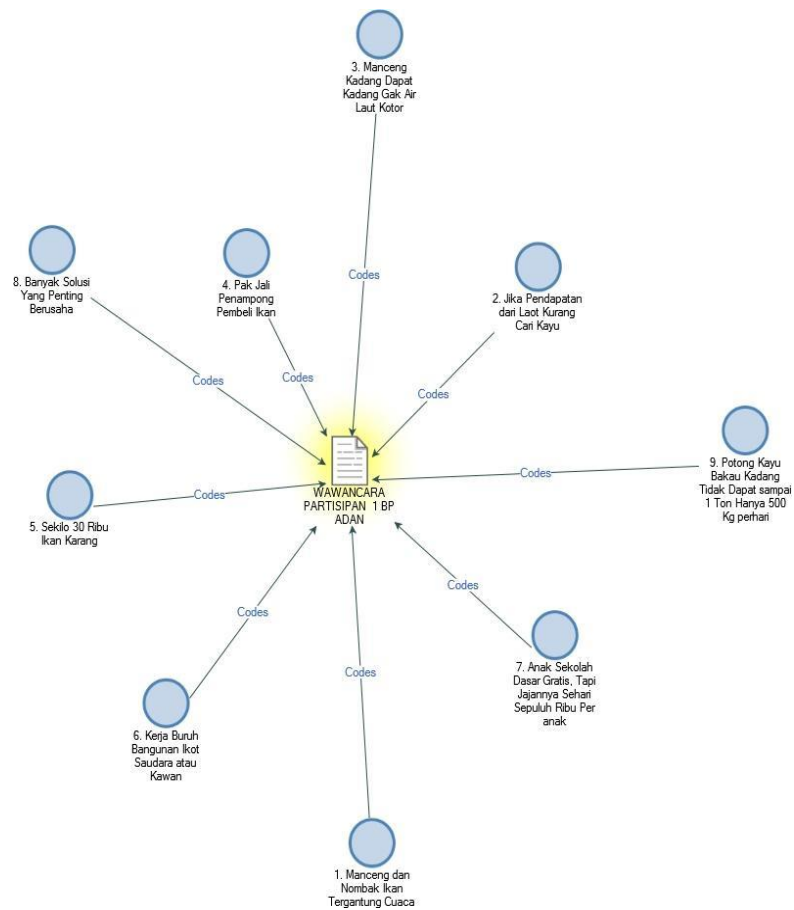 3. Manceng
Kadang Dapat
Kadang Gak Air
Laut Kotor
Codes
8. Banyak Solusi
Yang Penting
Berusaha
Codes
4. Pak Jali
Penampong
Pembeli Ikan
Codes
2. Jika Pendapatan
dari Laot Kurang
Cari Kayu
Codes
9. Potong Kayu
Bakau Kadang
Tidak Dapat sampai
1 Ton Hanya 500
Kg perhari
Codes
WAWANCARA
PARTISIPAN 1 BP
ADAN
5. Sekilo 30 Ribu
Ikan Karang
Codes
6. Kerja Buruh
Bangunan Ikot
Saudara atau
Kawan
Codes
7. Anak Sekolah
Dasar Gratis, Tapi
Jajannya Sehari
Sepuluh Ribu Per
anak
Codes
Codes
1. Manceng dan
Nombak Ikan
Tergantung Cuaca